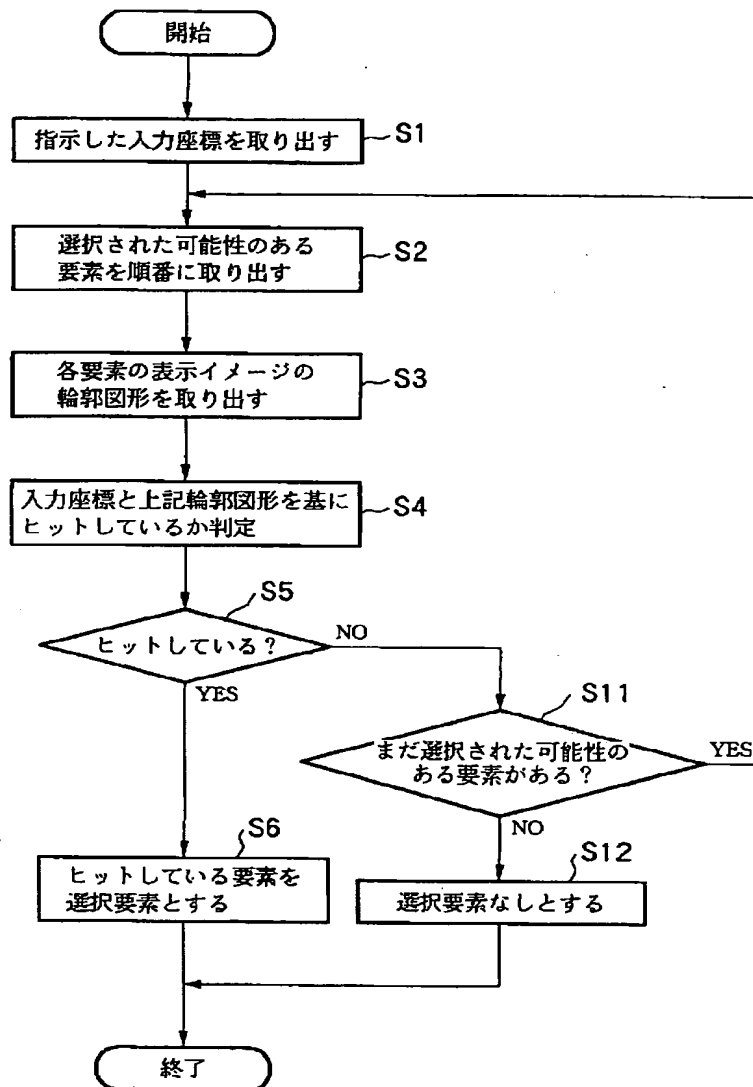 開始
指示した入力座標を取り出す
S1
選択された可能性のある
要素を順番に取り出す
S2
各要素の表示イメージの
輪郭図形を取り出す
S3
入力座標と上記輪郭図形を基に
ヒットしているか判定
S4
S5
ヒットしている？
NO
YES
S11
まだ選択された可能性の
ある要素がある？
YES
NO
S6
ヒットしている要素を
選択要素とする
S12
選択要素なしとする
終了